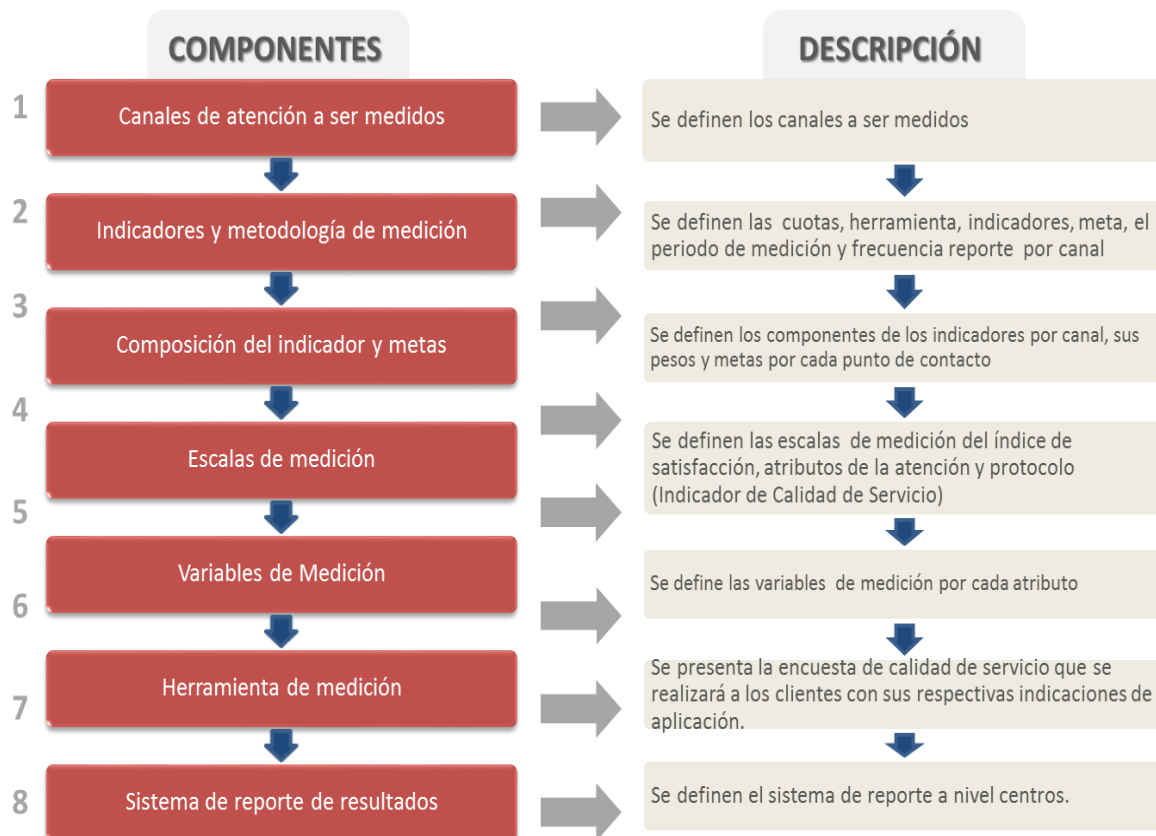 COMPONENTES
DESCRIPCIÓN
1
Canales de atención a ser medidos
Se definen los canales a ser medidos
2
Indicadores y metodología de medición
Se definen las cuotas, herramienta, indicadores, meta, el
periodo de medición y frecuencia reporte por canal
3
Composición del indicador y metas
Se definen los componentes de los indicadores por canal, sus
pesos y metas por cada punto de contacto
4
Escalas de medición
Se definen las escalas de medición del índice de
satisfacción, atributos de la atención y protocolo
(Indicador de Calidad de Servicio)
5
Variables de Medición
Se define las variables de medición por cada atributo
6
Herramienta de medición
Se presenta la encuesta de calidad de servicio que se
realizará a los clientes con sus respectivas indicaciones de
aplicación.
7
Sistema de reporte de resultados
Se definen el sistema de reporte a nivel centros.
8